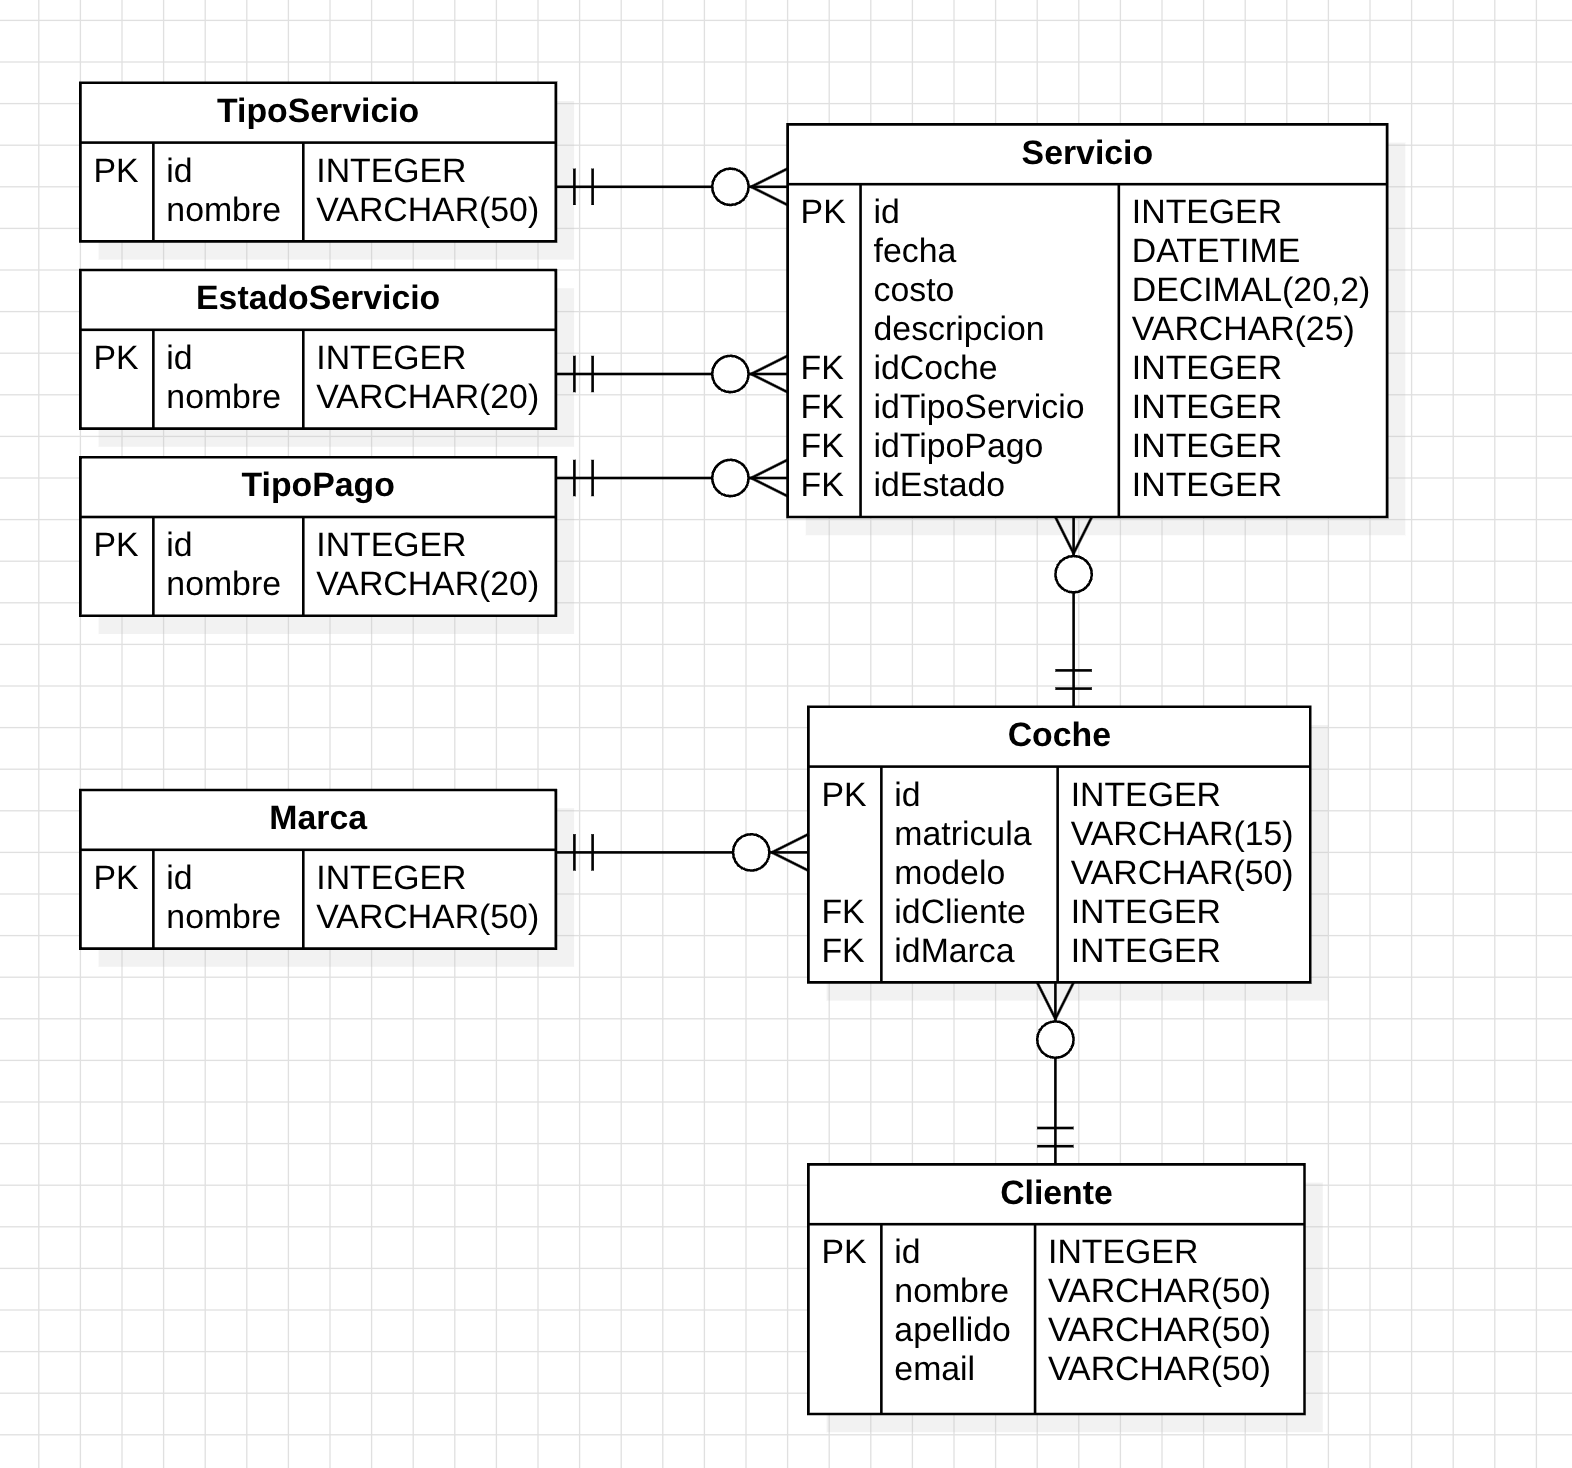 TipoServicio
PK id INTEGER
nombre VARCHAR(50)
EstadoServicio
PK id INTEGER
nombre VARCHAR(20)
TipoPago
PK id INTEGER
nombre VARCHAR(20)
Servicio
PK id INTEGER
fecha DATETIME
costo DECIMAL(20,2)
descripcion VARCHAR(25)
FK idCoche INTEGER
FK idTipoServicio INTEGER
FK idTipoPago INTEGER
FK idEstado INTEGER
Marca
PK id INTEGER
nombre VARCHAR(50)
Coche
PK id INTEGER
matricula VARCHAR(15)
modelo VARCHAR(50)
FK idCliente INTEGER
FK idMarca INTEGER
Cliente
PK id INTEGER
nombre VARCHAR(50)
apellido VARCHAR(50)
email VARCHAR(50)